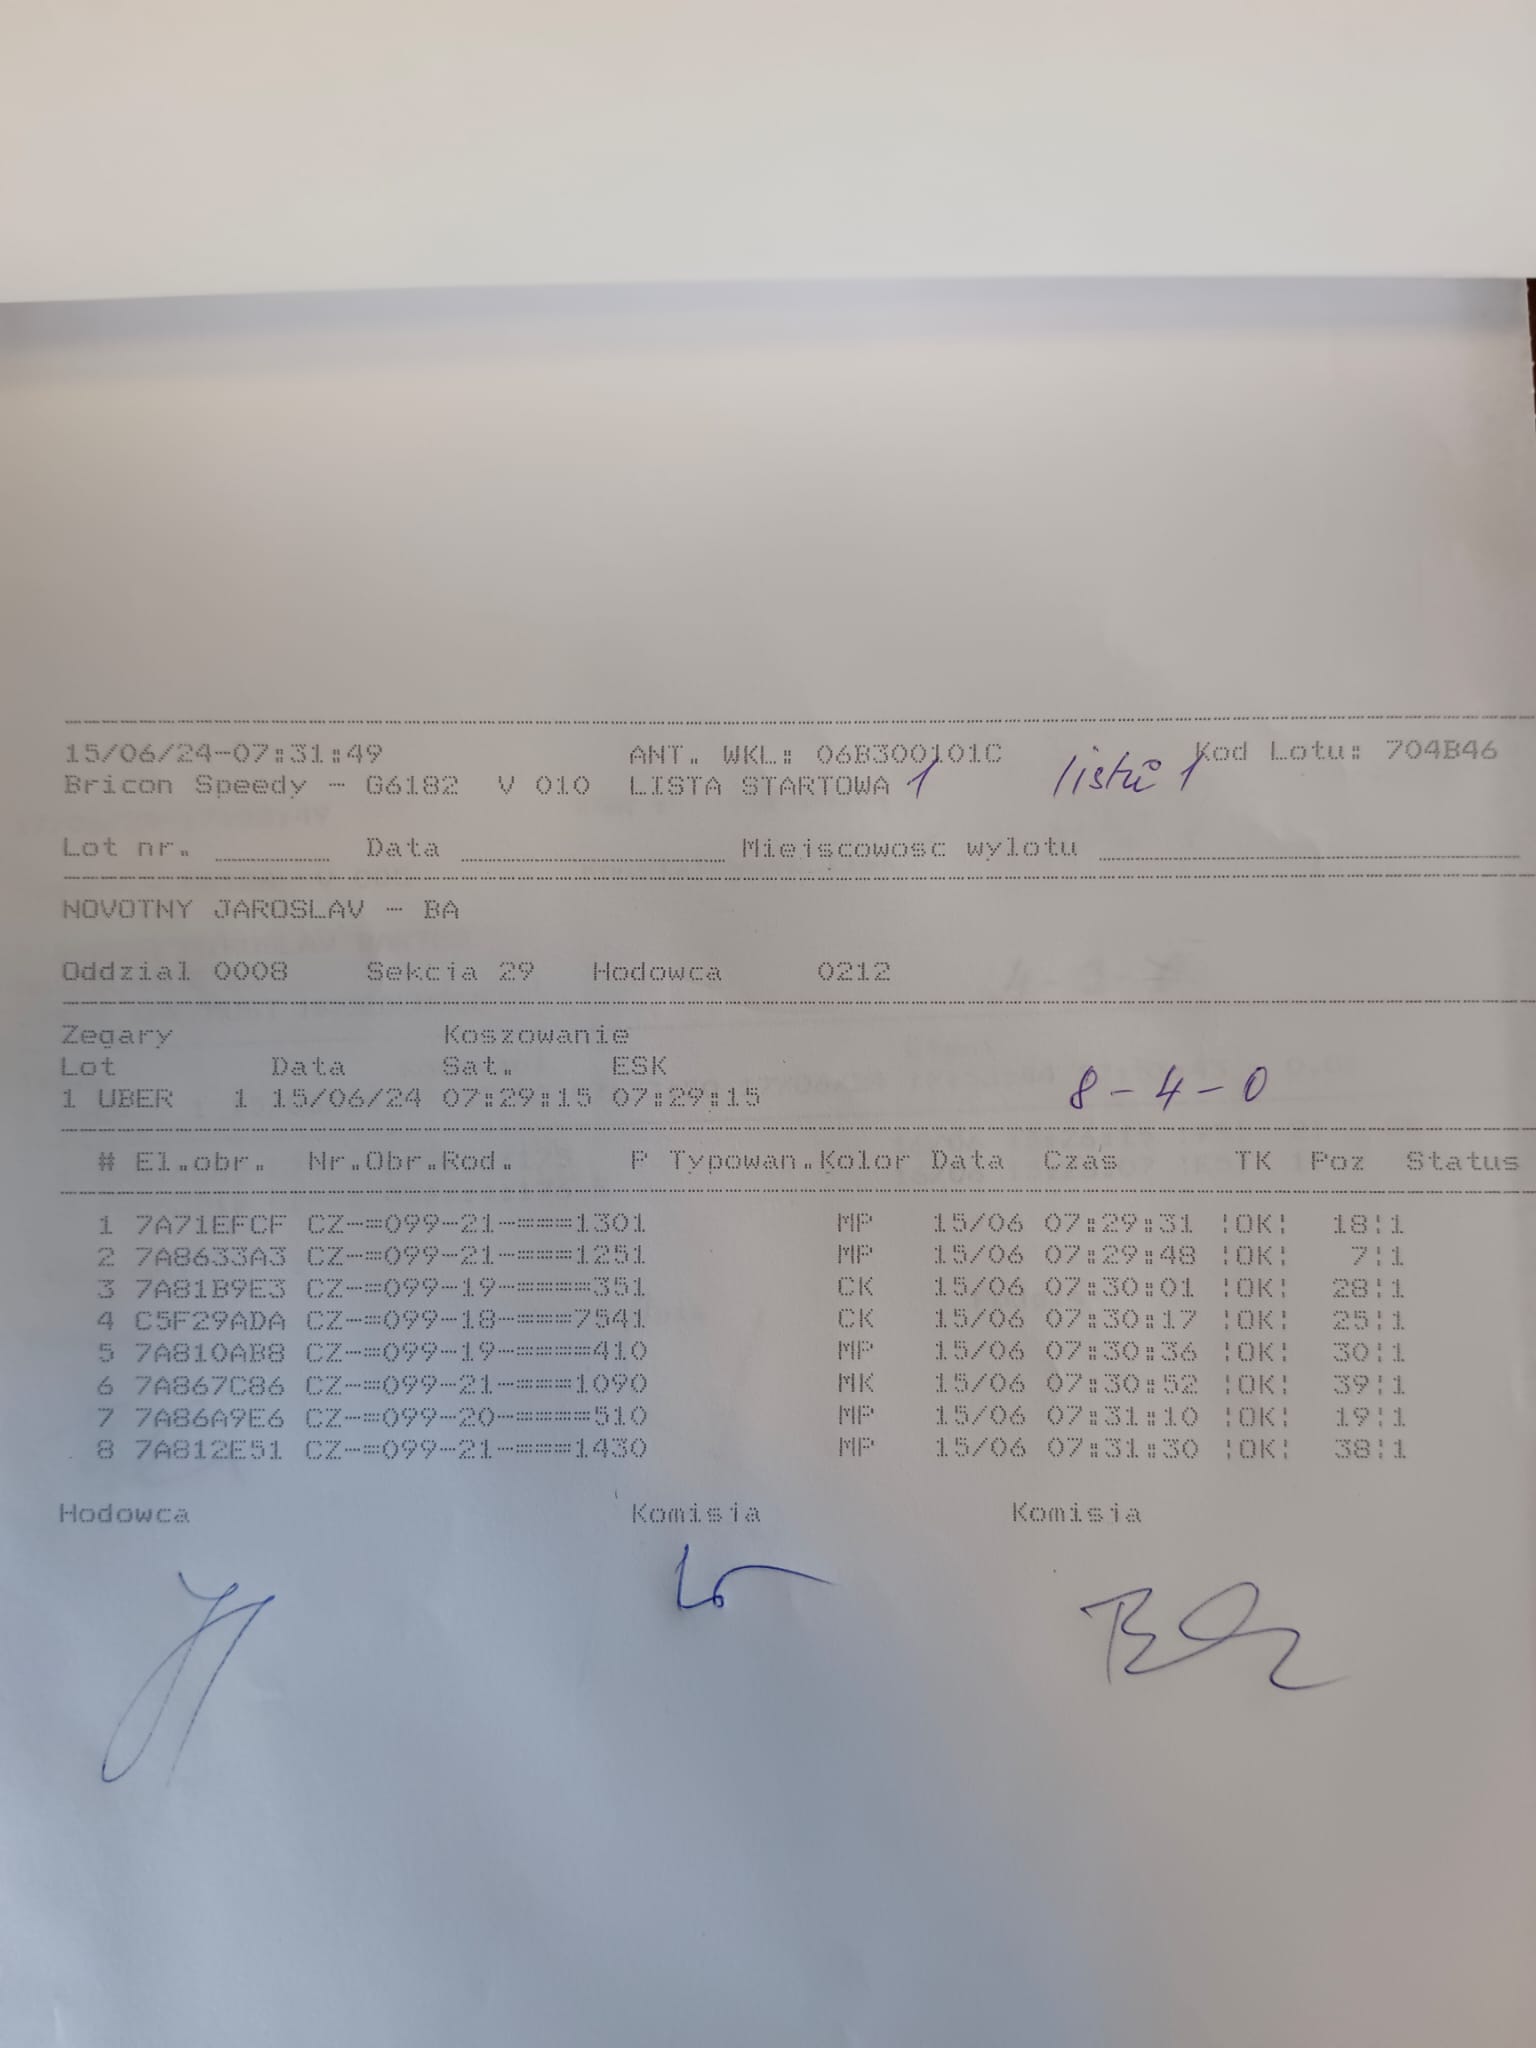 15/06/24-07:31:49 ANT. WKL: 06B300101C Kod Lotu: 704B46
Bricon Speedy - G6182 V 010 LISTA STARTOWA 1 listů 1
Lot nr. Data Miejscowosc wylotu
NOVOTNY JAROSLAV - BA
Oddzial 0008 Sekcia 29 Hodowca 0212
Zegary Koszowanie
Lot Data Sat. ESK
1 UBER 1 15/06/24 07:29:15 07:29:15 8-4-0
# El.obr. Nr.Obr.Rod. P Typowan.Kolor Data Czas TK Poz Status
1 7A71EFCF CZ-=099-21-===1301 MP 15/06 07:29:31 ¦OK¦ 18¦1
2 7A8633A3 CZ-=099-21-===1251 MP 15/06 07:29:48 ¦OK¦ 7¦1
3 7A81B9E3 CZ-=099-19-====351 CK 15/06 07:30:01 ¦OK¦ 28¦1
4 C5F29ADA CZ-=099-18-===7541 CK 15/06 07:30:17 ¦OK¦ 25¦1
5 7A810AB8 CZ-=099-19-====410 MP 15/06 07:30:36 ¦OK¦ 30¦1
6 7A867C86 CZ-=099-21-===1090 MK 15/06 07:30:52 ¦OK¦ 39¦1
7 7A86A9E6 CZ-=099-20-====510 MP 15/06 07:31:10 ¦OK¦ 19¦1
8 7A812E51 CZ-=099-21-===1430 MP 15/06 07:31:30 ¦OK¦ 38¦1
Hodowca Komisia Komisia